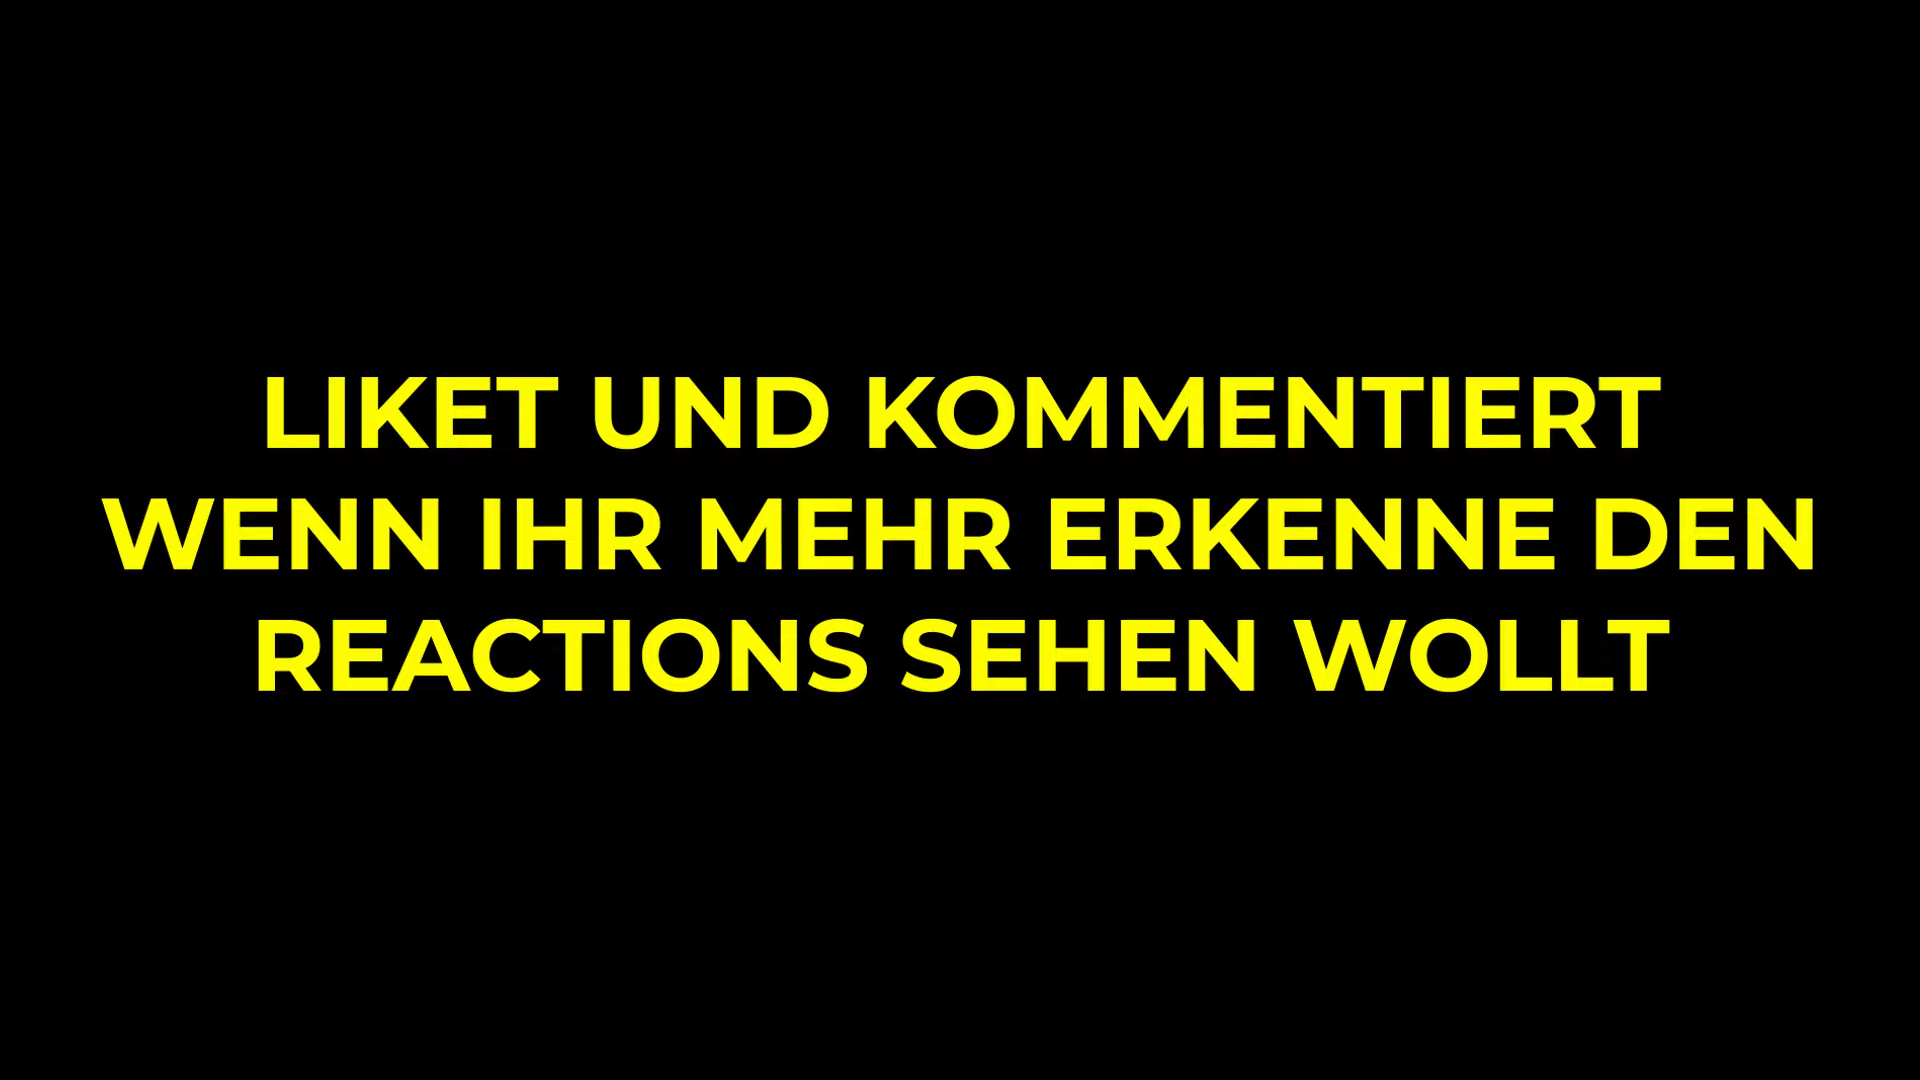 LIKET UND KOMMENTIERT
WENN IHR MEHR ERKENNE DEN
REACTIONS SEHEN WOLLT